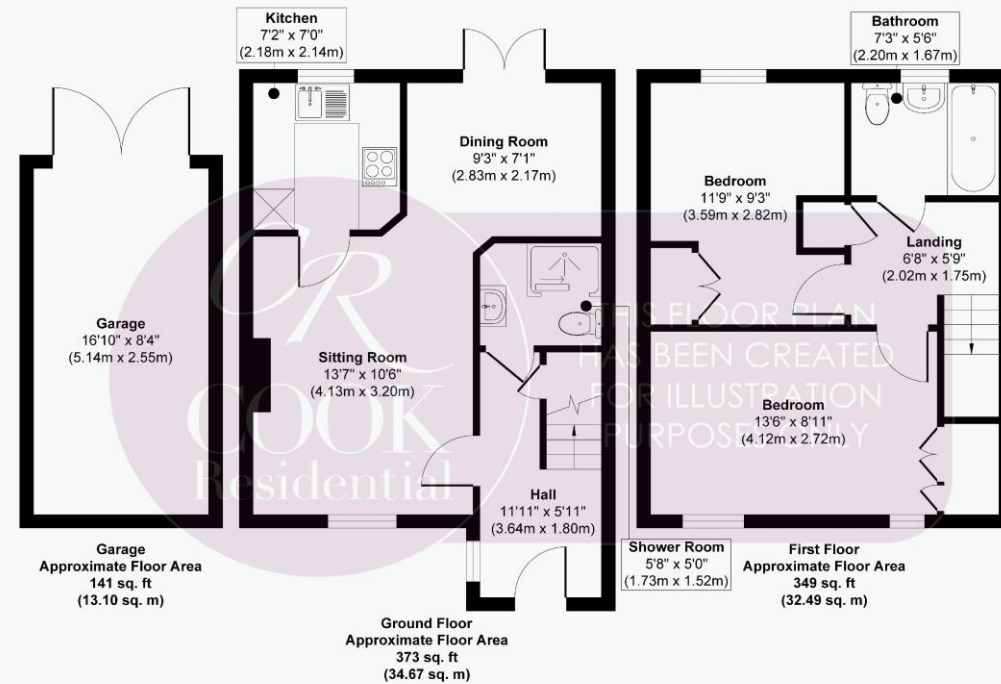 Kitchen
7'2" x 7'0"
(2.18m x 2.14m)
Dining Room
9'3" x 7'1"
(2.83m x 2.17m)
Bathroom
7'3" x 5'6"
(2.20m x 1.67m)
Bedroom
11'9" x 9'3"
(3.59m x 2.82m)
Landing
6'8" x 5'9"
(2.02m x 1.75m)
Garage
16'10" x 8'4"
(5.14m x 2.55m)
Sitting Room
13'7" x 10'6"
(4.13m x 3.20m)
CR
COOK
Residential
THIS FLOOR PLAN
HAS BEEN CREATED
FOR ILLUSTRATION
PURPOSES ONLY
Bedroom
13'6" x 8'11"
(4.12m x 2.72m)
Hall
11'11" x 5'11"
(3.64m x 1.80m)
Shower Room
5'8" x 5'0"
(1.73m x 1.52m)
Garage
Approximate Floor Area
141 sq. ft
(13.10 sq. m)
Ground Floor
Approximate Floor Area
373 sq. ft
(34.67 sq. m)
First Floor
Approximate Floor Area
349 sq. ft
(32.49 sq. m)